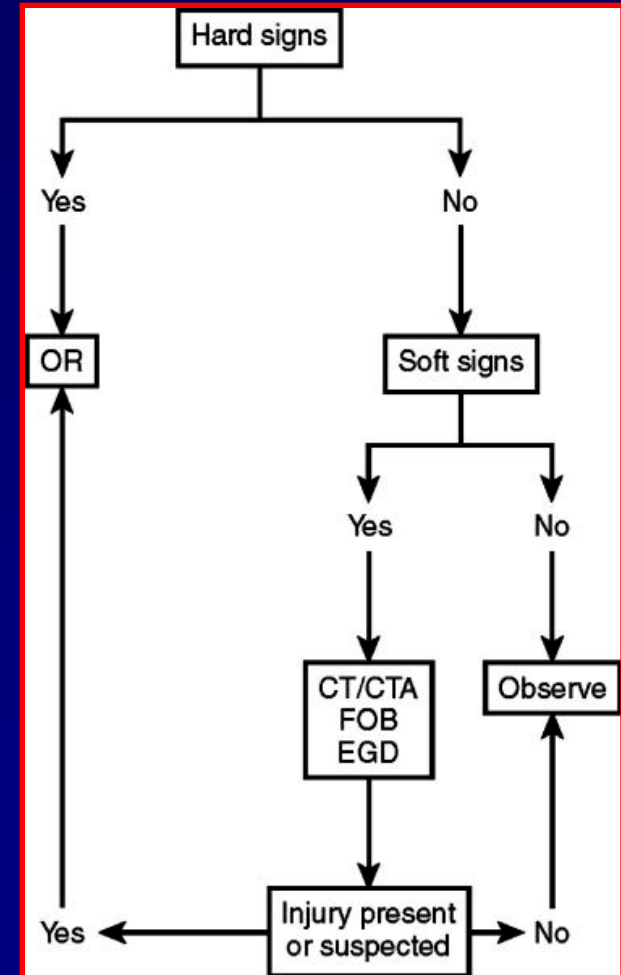 Hard signs
Yes
No
OR
Soft signs
Yes
No
CT/CTA
FOB
EGD
Observe
Injury present
or suspected
Yes
No